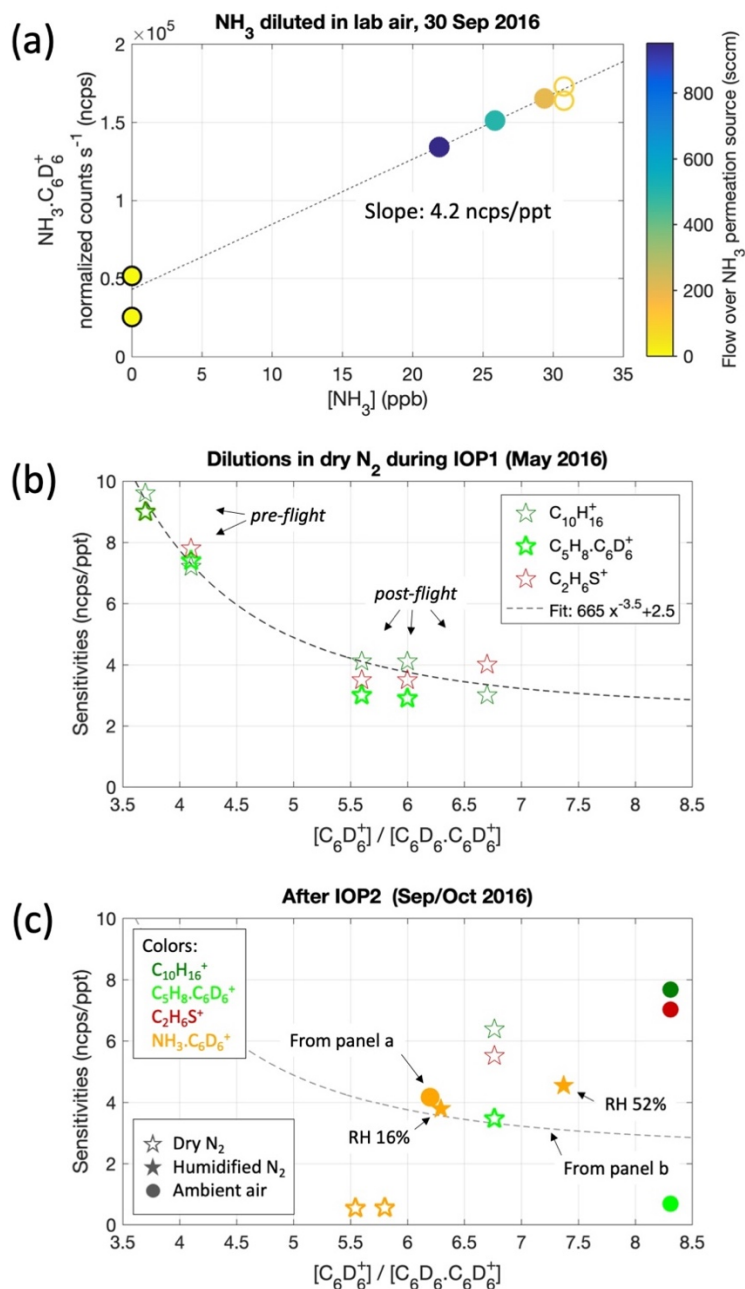 (a)
NH₃ diluted in lab air, 30 Sep 2016
×10⁵
NH₃.C₆D₆⁺
normalized counts s⁻¹ (ncps)
2
1.5
1
0.5
0
Slope: 4.2 ncps/ppt
0 5 10 15 20 25 30 35
[NH₃] (ppb)
800
600
400
200
0
Flow over NH₃ permeation source (sccm)
(b)
Dilutions in dry N₂ during IOP1 (May 2016)
Sensitivities (ncps/ppt)
10
8
6
4
2
0
pre-flight
post-flight
C₁₀H₁₆⁺
C₅H₈.C₆D₆⁺
C₂H₆S⁺
Fit: 665 x⁻³·⁵+2.5
3.5 4 4.5 5 5.5 6 6.5 7 7.5 8 8.5
[C₆D₆⁺] / [C₆D₆.C₆D₆⁺]
(c)
After IOP2 (Sep/Oct 2016)
Sensitivities (ncps/ppt)
10
8
6
4
2
0
Colors:
C₁₀H₁₆⁺
C₅H₈.C₆D₆⁺
C₂H₆S⁺
NH₃.C₆D₆⁺
From panel a
RH 16%
RH 52%
From panel b
Dry N₂
Humidified N₂
Ambient air
3.5 4 4.5 5 5.5 6 6.5 7 7.5 8 8.5
[C₆D₆⁺] / [C₆D₆.C₆D₆⁺]